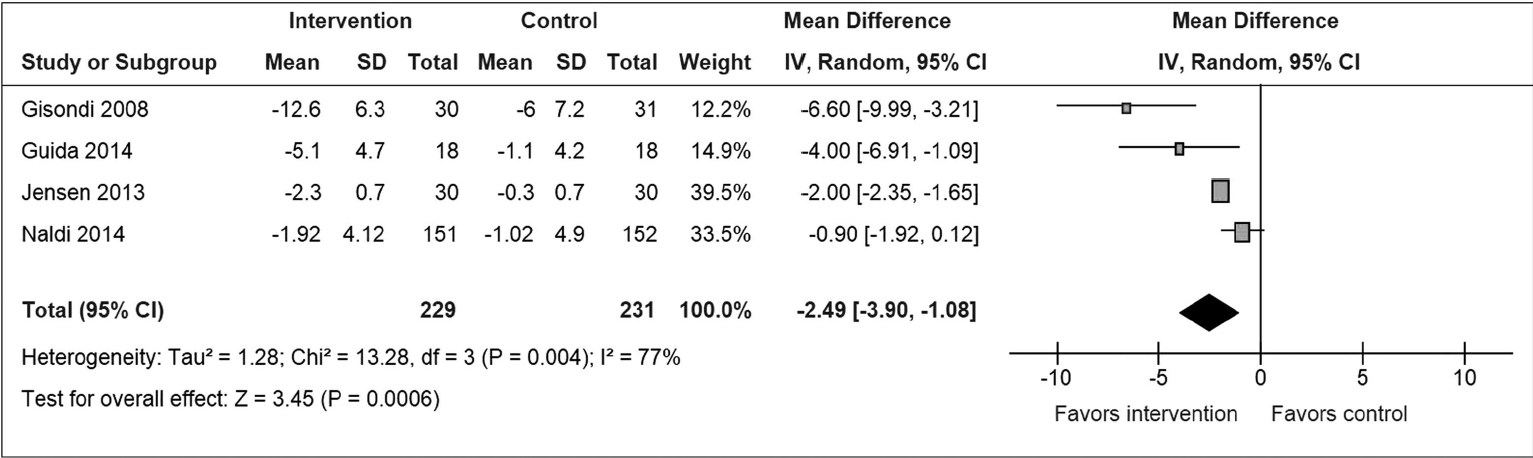 Intervention Control Mean Difference Mean Difference
Study or Subgroup Mean SD Total Mean SD Total Weight IV, Random, 95% CI IV, Random, 95% CI
Gisondi 2008 -12.6 6.3 30 -6 7.2 31 12.2% -6.60 [-9.99, -3.21]
Guida 2014 -5.1 4.7 18 -1.1 4.2 18 14.9% -4.00 [-6.91, -1.09]
Jensen 2013 -2.3 0.7 30 -0.3 0.7 30 39.5% -2.00 [-2.35, -1.65]
Naldi 2014 -1.92 4.12 151 -1.02 4.9 152 33.5% -0.90 [-1.92, 0.12]
Total (95% CI) 229 231 100.0% -2.49 [-3.90, -1.08]
Heterogeneity: Tau² = 1.28; Chi² = 13.28, df = 3 (P = 0.004); I² = 77%
Test for overall effect: Z = 3.45 (P = 0.0006)
-10 -5 0 5 10
Favors intervention Favors control